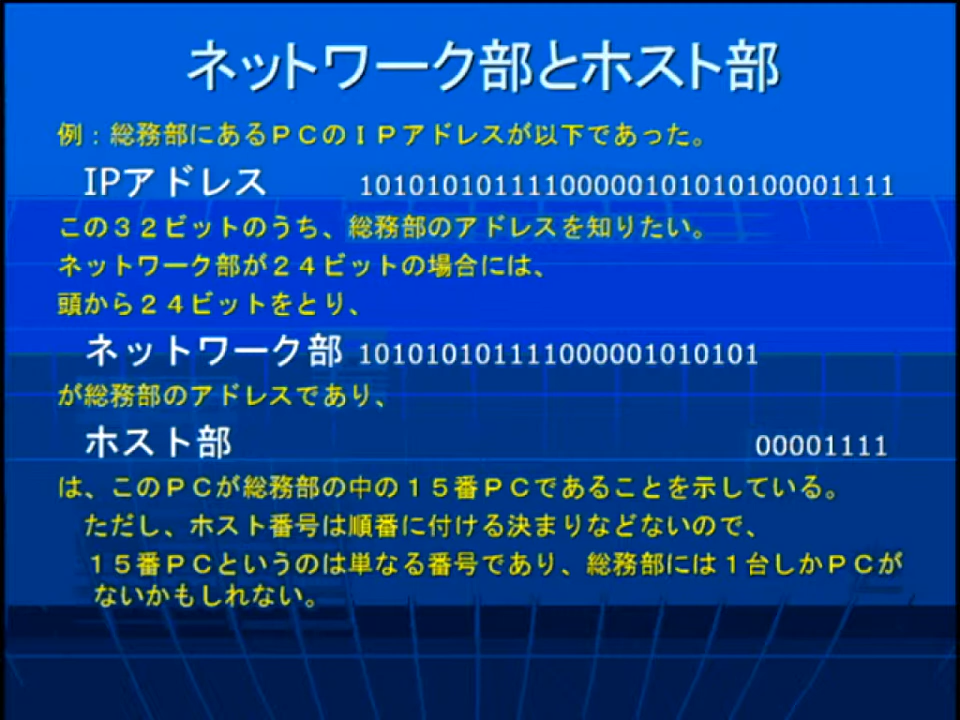 ネットワーク部とホスト部
例：総務部にあるＰＣのＩＰアドレスが以下であった。
IPアドレス 10101010111100000101010100001111
この３２ビットのうち、総務部のアドレスを知りたい。
ネットワーク部が２４ビットの場合には、
頭から２４ビットをとり、
ネットワーク部 101010101111000001010101
が総務部のアドレスであり、
ホスト部 00001111
は、このＰＣが総務部の中の１５番ＰＣであることを示している。
ただし、ホスト番号は順番に付ける決まりなどないので、
１５番ＰＣというのは単なる番号であり、総務部には１台しかＰＣが
ないかもしれない。